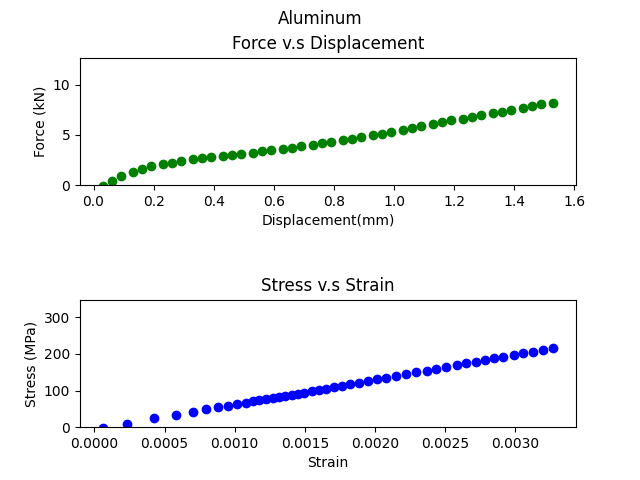 Aluminum
Force v.s Displacement
Force (kN)
10
5
0
0.0 0.2 0.4 0.6 0.8 1.0 1.2 1.4 1.6
Displacement(mm)
Stress v.s Strain
Stress (MPa)
300
200
100
0
0.0000 0.0005 0.0010 0.0015 0.0020 0.0025 0.0030
Strain